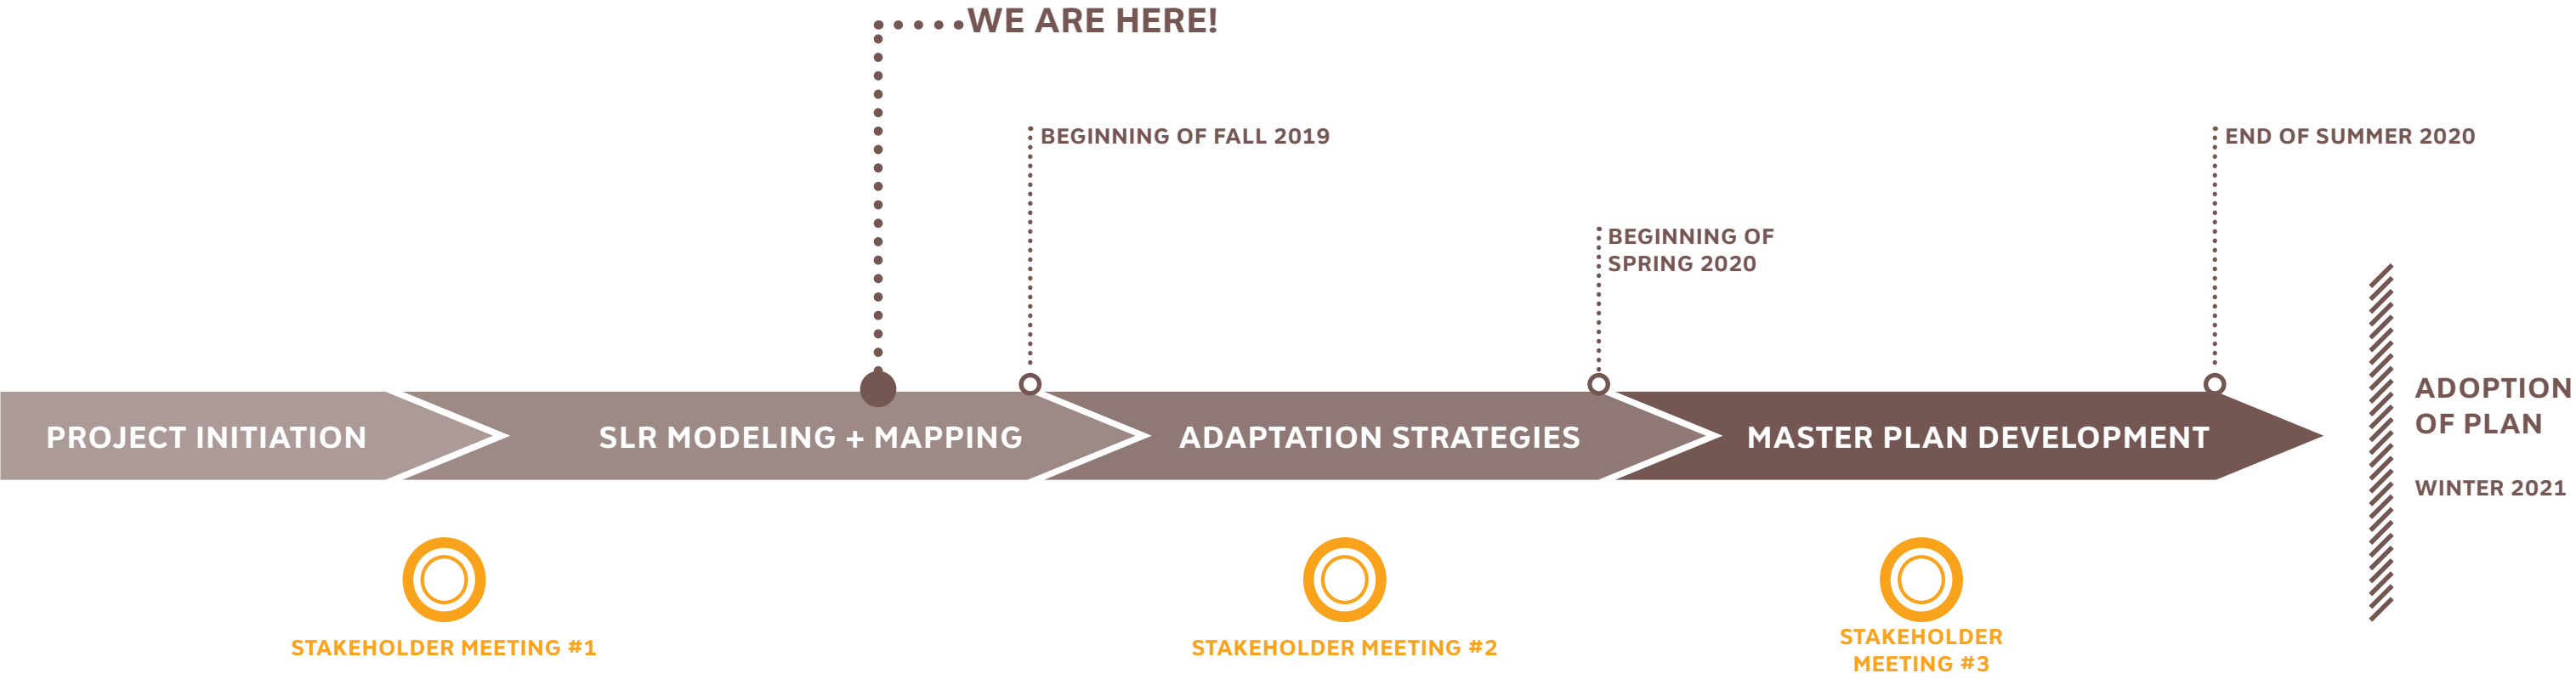 WE ARE HERE!
BEGINNING OF FALL 2019
END OF SUMMER 2020
BEGINNING OF
SPRING 2020
PROJECT INITIATION
SLR MODELING + MAPPING
ADAPTATION STRATEGIES
MASTER PLAN DEVELOPMENT
ADOPTION
OF PLAN
WINTER 2021
STAKEHOLDER MEETING #1
STAKEHOLDER MEETING #2
STAKEHOLDER
MEETING #3